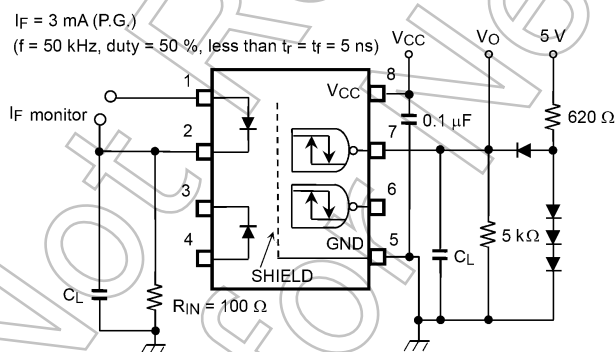 IF = 3 mA (P.G.)
(f = 50 kHz, duty = 50 %, less than tr = tf = 5 ns)
VCC
VO
5 V
1
8
VCC
IF monitor
0.1 μF
620 Ω
2
7
3
6
5 kΩ
4
GND
5
SHIELD
CL
CL
RIN = 100 Ω
Not
for